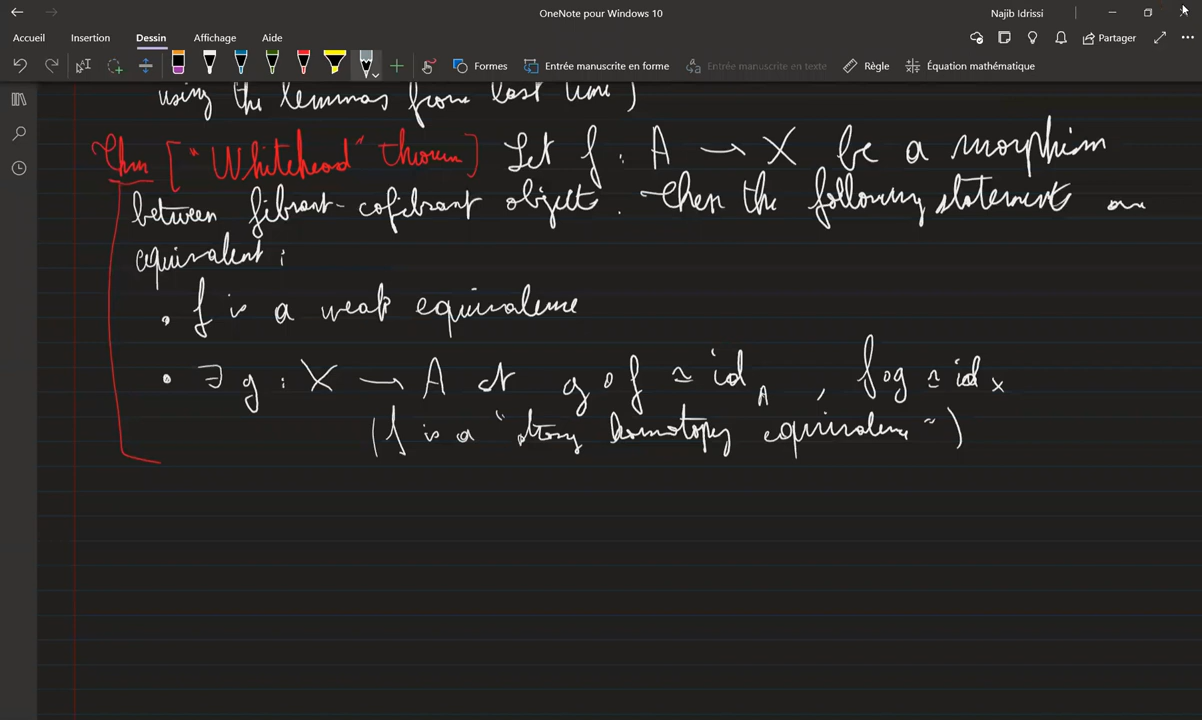 OneNote pour Windows 10
Najib Idrissi
Accueil Insertion Dessin Affichage Aide
Partager
Formes Entrée manuscrite en forme Entrée manuscrite en texte Règle Équation mathématique
using the lemmas from last time)
Thm ["Whitehead" theorem] Let f : A → X be a morphism
between fibrant-cofibrant objects. Then the following statements are
equivalent:
• f is a weak equivalence
• ∃ g : X → A st g ∘ f ≃ id_A , f∘g ≃ id_X
(f is a "strong homotopy equivalence")